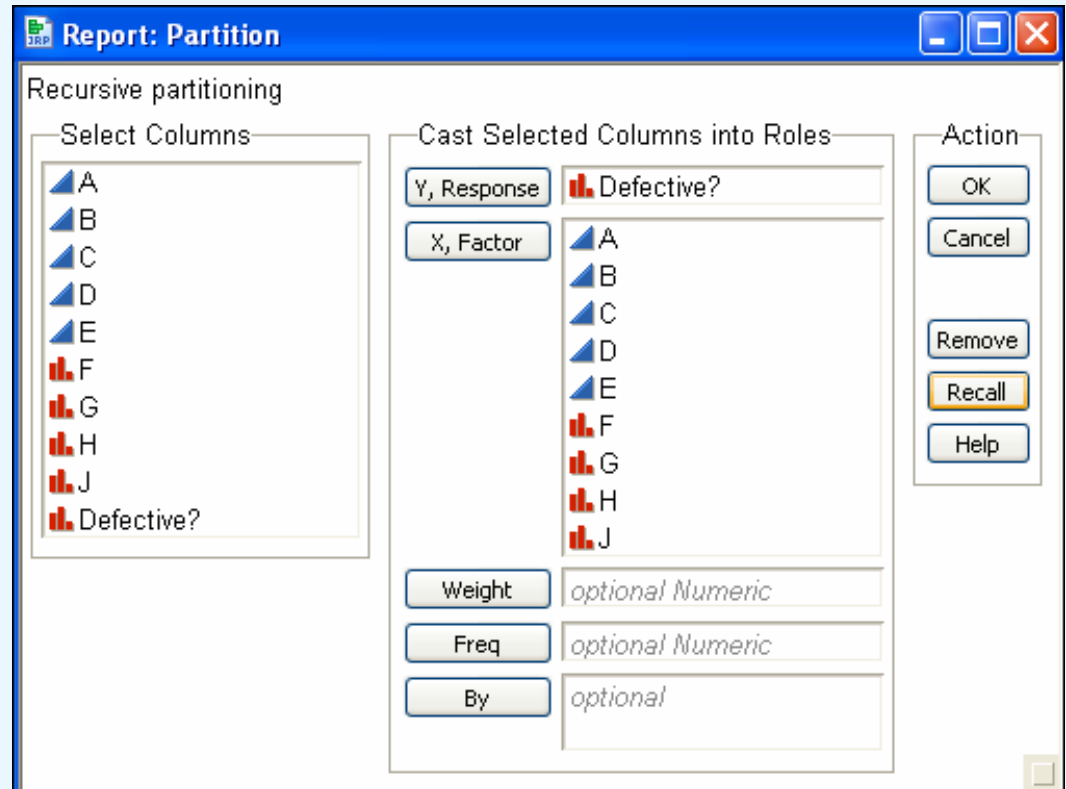 JRP
Report: Partition
Recursive partitioning
Select Columns
A
B
C
D
E
F
G
H
J
Defective?
Cast Selected Columns into Roles
Y, Response
Defective?
X, Factor
A
B
C
D
E
F
G
H
J
Weight
optional Numeric
Freq
optional Numeric
By
optional
Action
OK
Cancel
Remove
Recall
Help